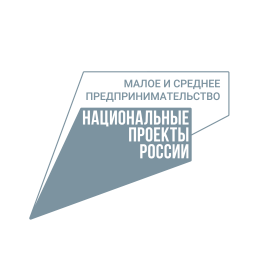 МАЛОЕ И СРЕДНЕЕ
ПРЕДПРИНИМАТЕЛЬСТВО
НАЦИОНАЛЬНЫЕ
ПРОЕКТЫ
РОССИИ